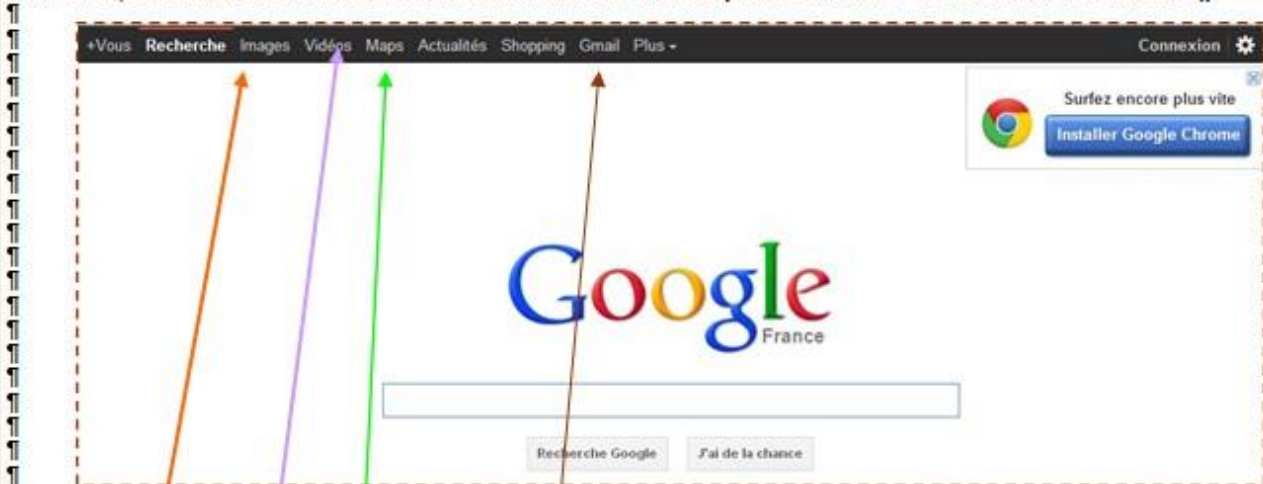 +Vous Recherche Images Vidéos Maps Actualités Shopping Gmail Plus
Connexion
Surfez encore plus vite
Installer Google Chrome
Google
France
Recherche Google J'ai de la chance